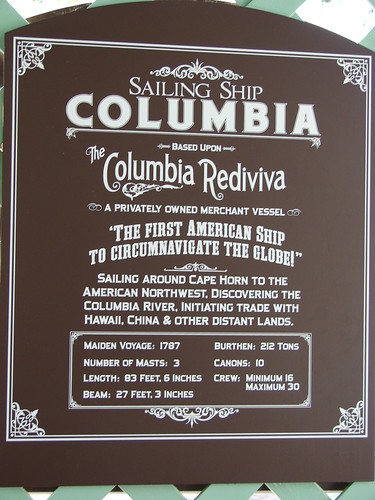 SAILING SHIP
COLUMBIA
BASED UPON
The Columbia Rediviva
A PRIVATELY OWNED MERCHANT VESSEL
"THE FIRST AMERICAN SHIP
TO CIRCUMNAVIGATE THE GLOBE!"
SAILING AROUND CAPE HORN TO THE
AMERICAN NORTHWEST, DISCOVERING THE
COLUMBIA RIVER, INITIATING TRADE WITH
HAWAII, CHINA & OTHER DISTANT LANDS.
MAIDEN VOYAGE: 1787 BURTHEN: 212 TONS
NUMBER OF MASTS: 3 CANONS: 10
LENGTH: 83 FEET, 6 INCHES CREW: MINIMUM 16
MAXIMUM 30
BEAM: 27 FEET, 3 INCHES